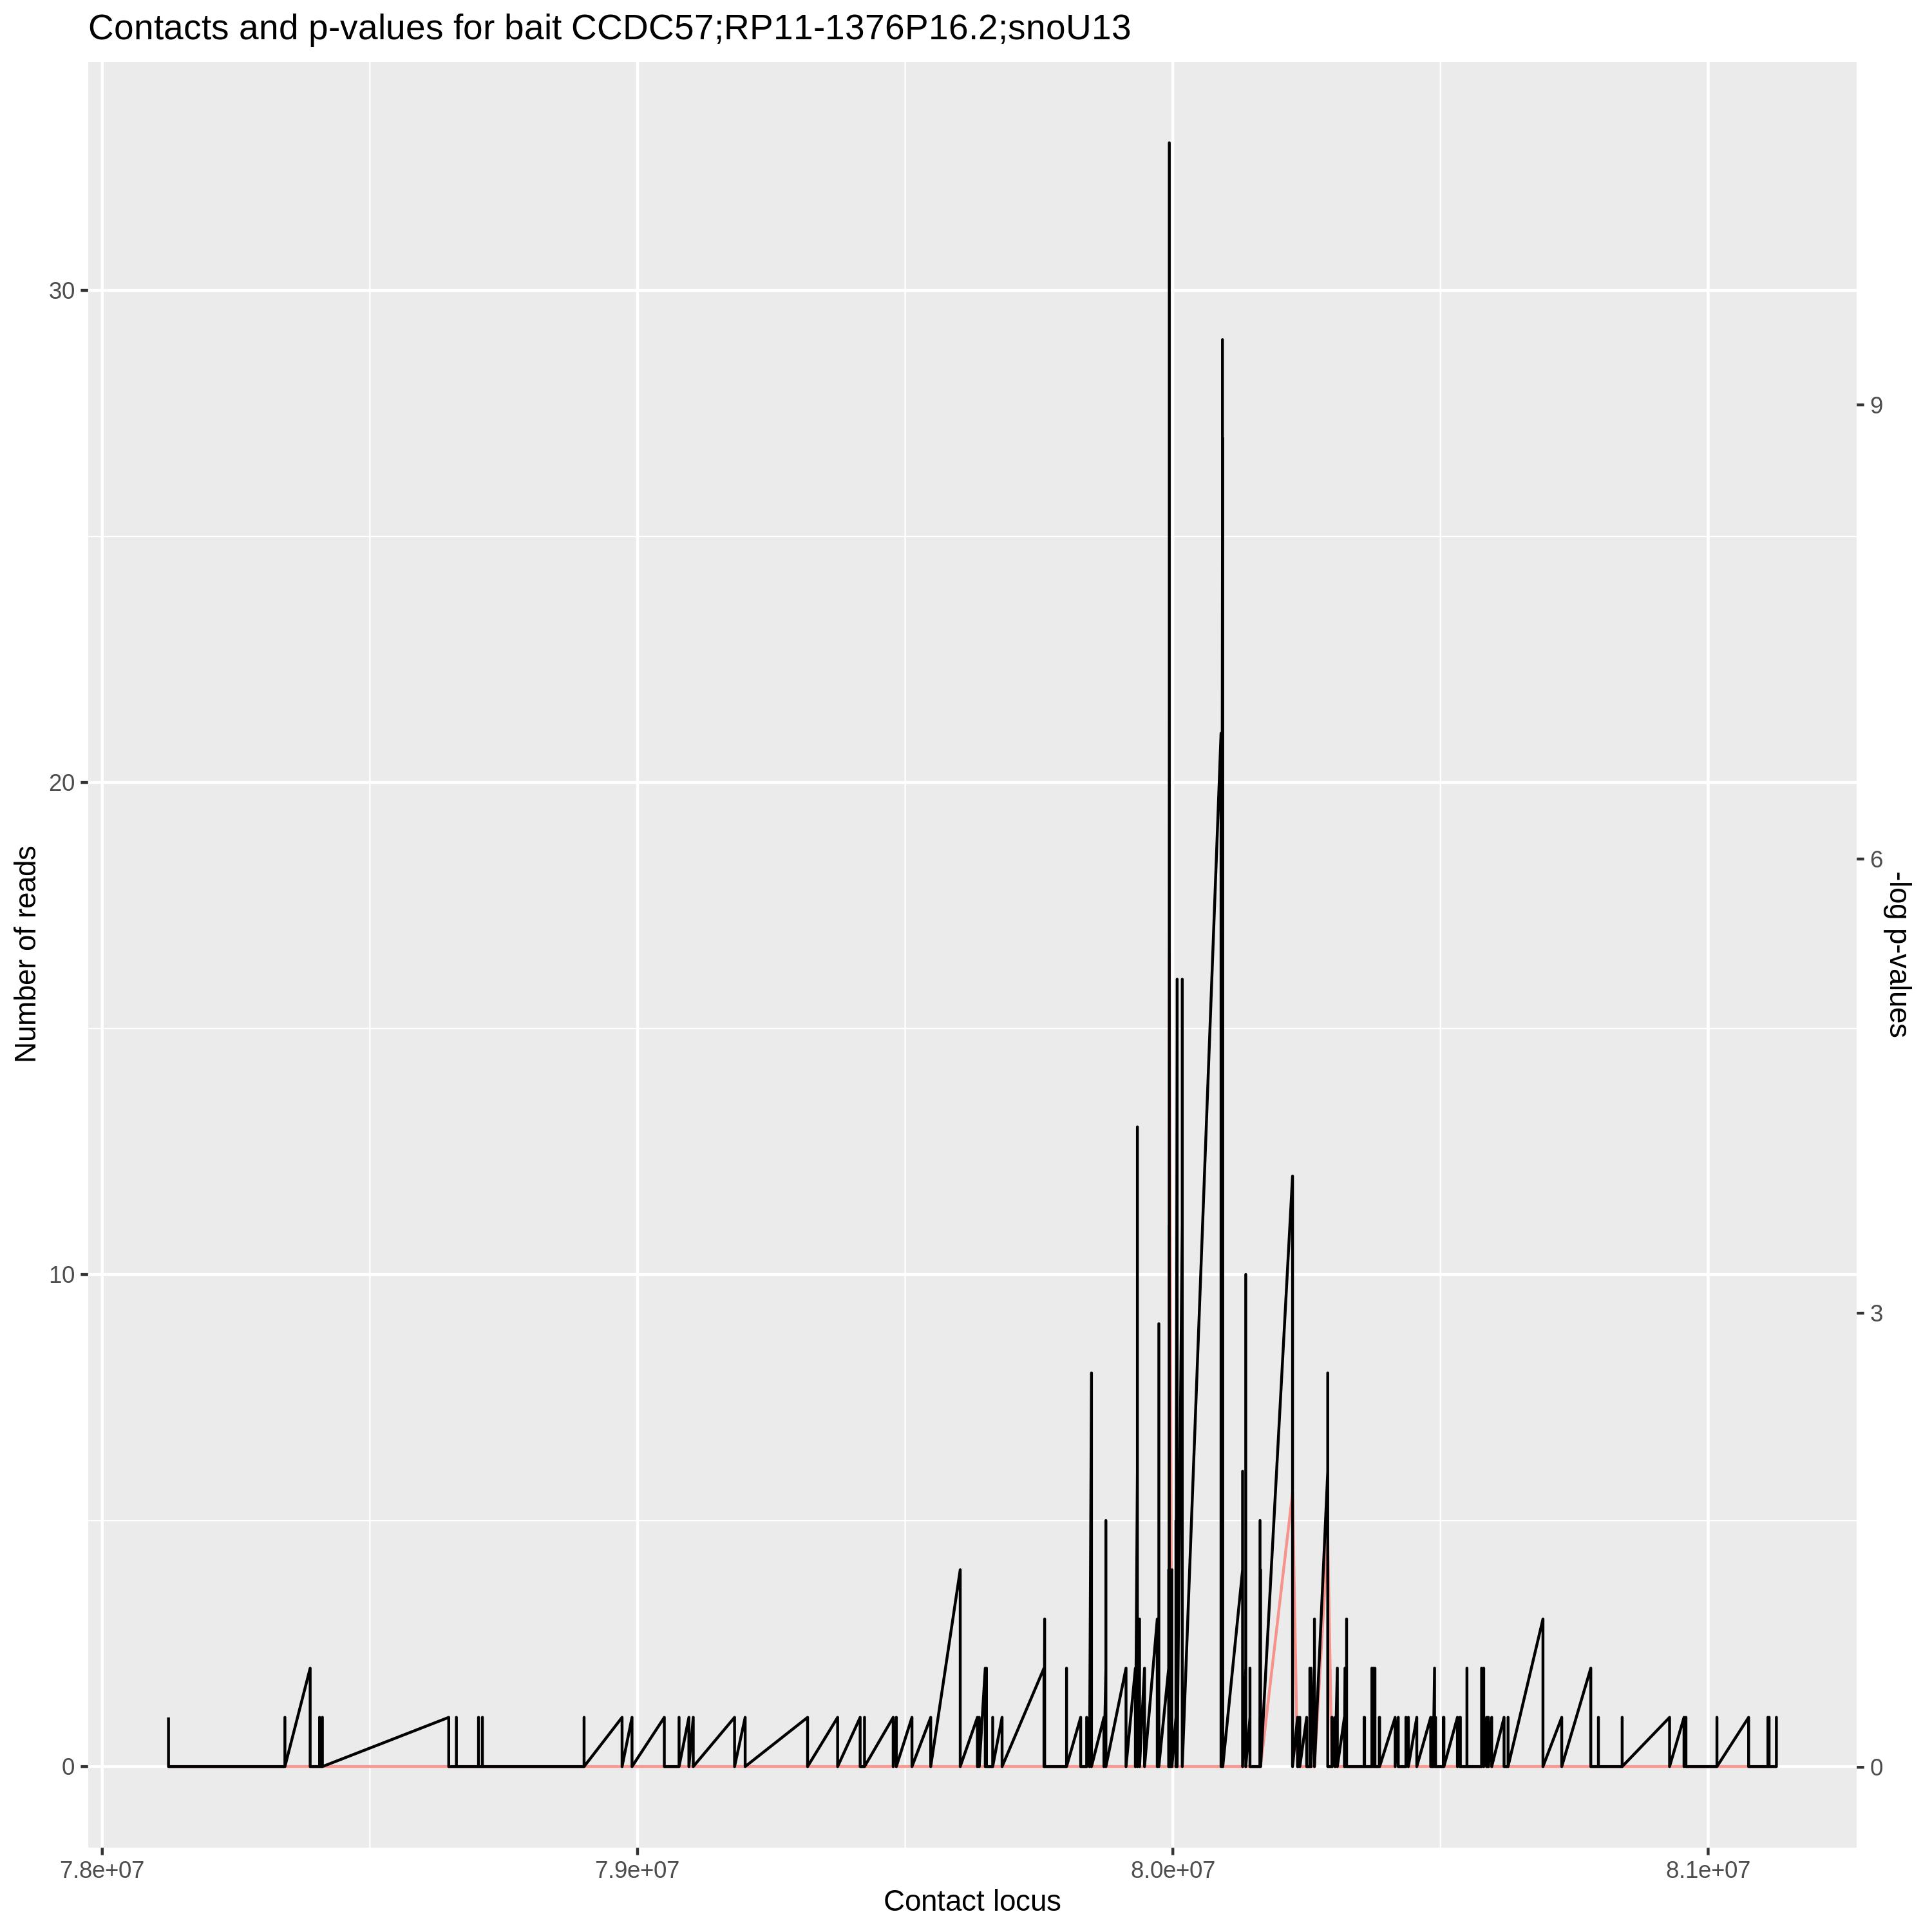 Contacts and p-values for bait CCDC57;RP11-1376P16.2;snoU13
30
20
10
0
Number of reads
9
6
3
0
-log p-values
7.8e+07
7.9e+07
8.0e+07
8.1e+07
Contact locus